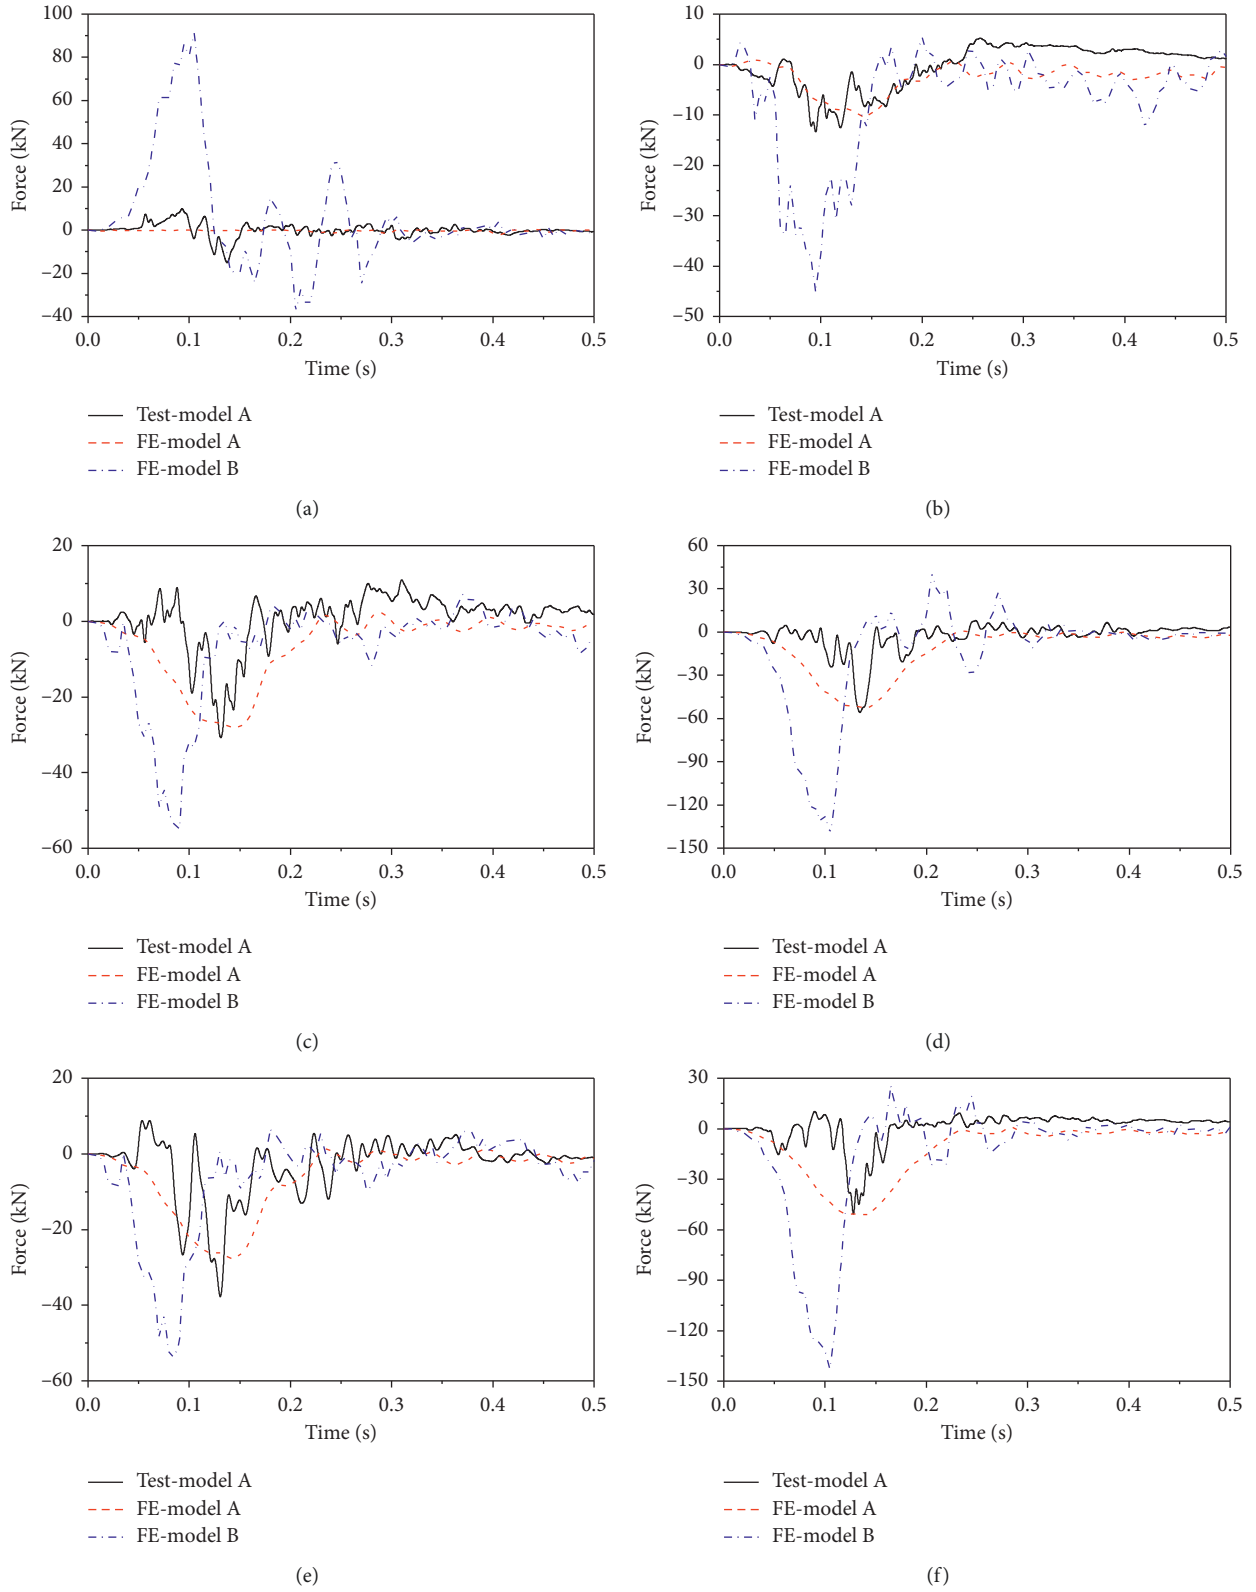 100
80
60
40
20
0
–20
–40
Force (kN)
0.0 0.1 0.2 0.3 0.4 0.5
Time (s)
Test-model A
FE-model A
FE-model B
(a)
10
0
–10
–20
–30
–40
–50
Force (kN)
0.0 0.1 0.2 0.3 0.4 0.5
Time (s)
Test-model A
FE-model A
FE-model B
(b)
20
0
–20
–40
–60
Force (kN)
0.0 0.1 0.2 0.3 0.4 0.5
Time (s)
Test-model A
FE-model A
FE-model B
(c)
60
30
0
–30
–60
–90
–120
–150
Force (kN)
0.0 0.1 0.2 0.3 0.4 0.5
Time (s)
Test-model A
FE-model A
FE-model B
(d)
20
0
–20
–40
–60
Force (kN)
0.0 0.1 0.2 0.3 0.4 0.5
Time (s)
Test-model A
FE-model A
FE-model B
(e)
30
0
–30
–60
–90
–120
–150
Force (kN)
0.0 0.1 0.2 0.3 0.4 0.5
Time (s)
Test-model A
FE-model A
FE-model B
(f)